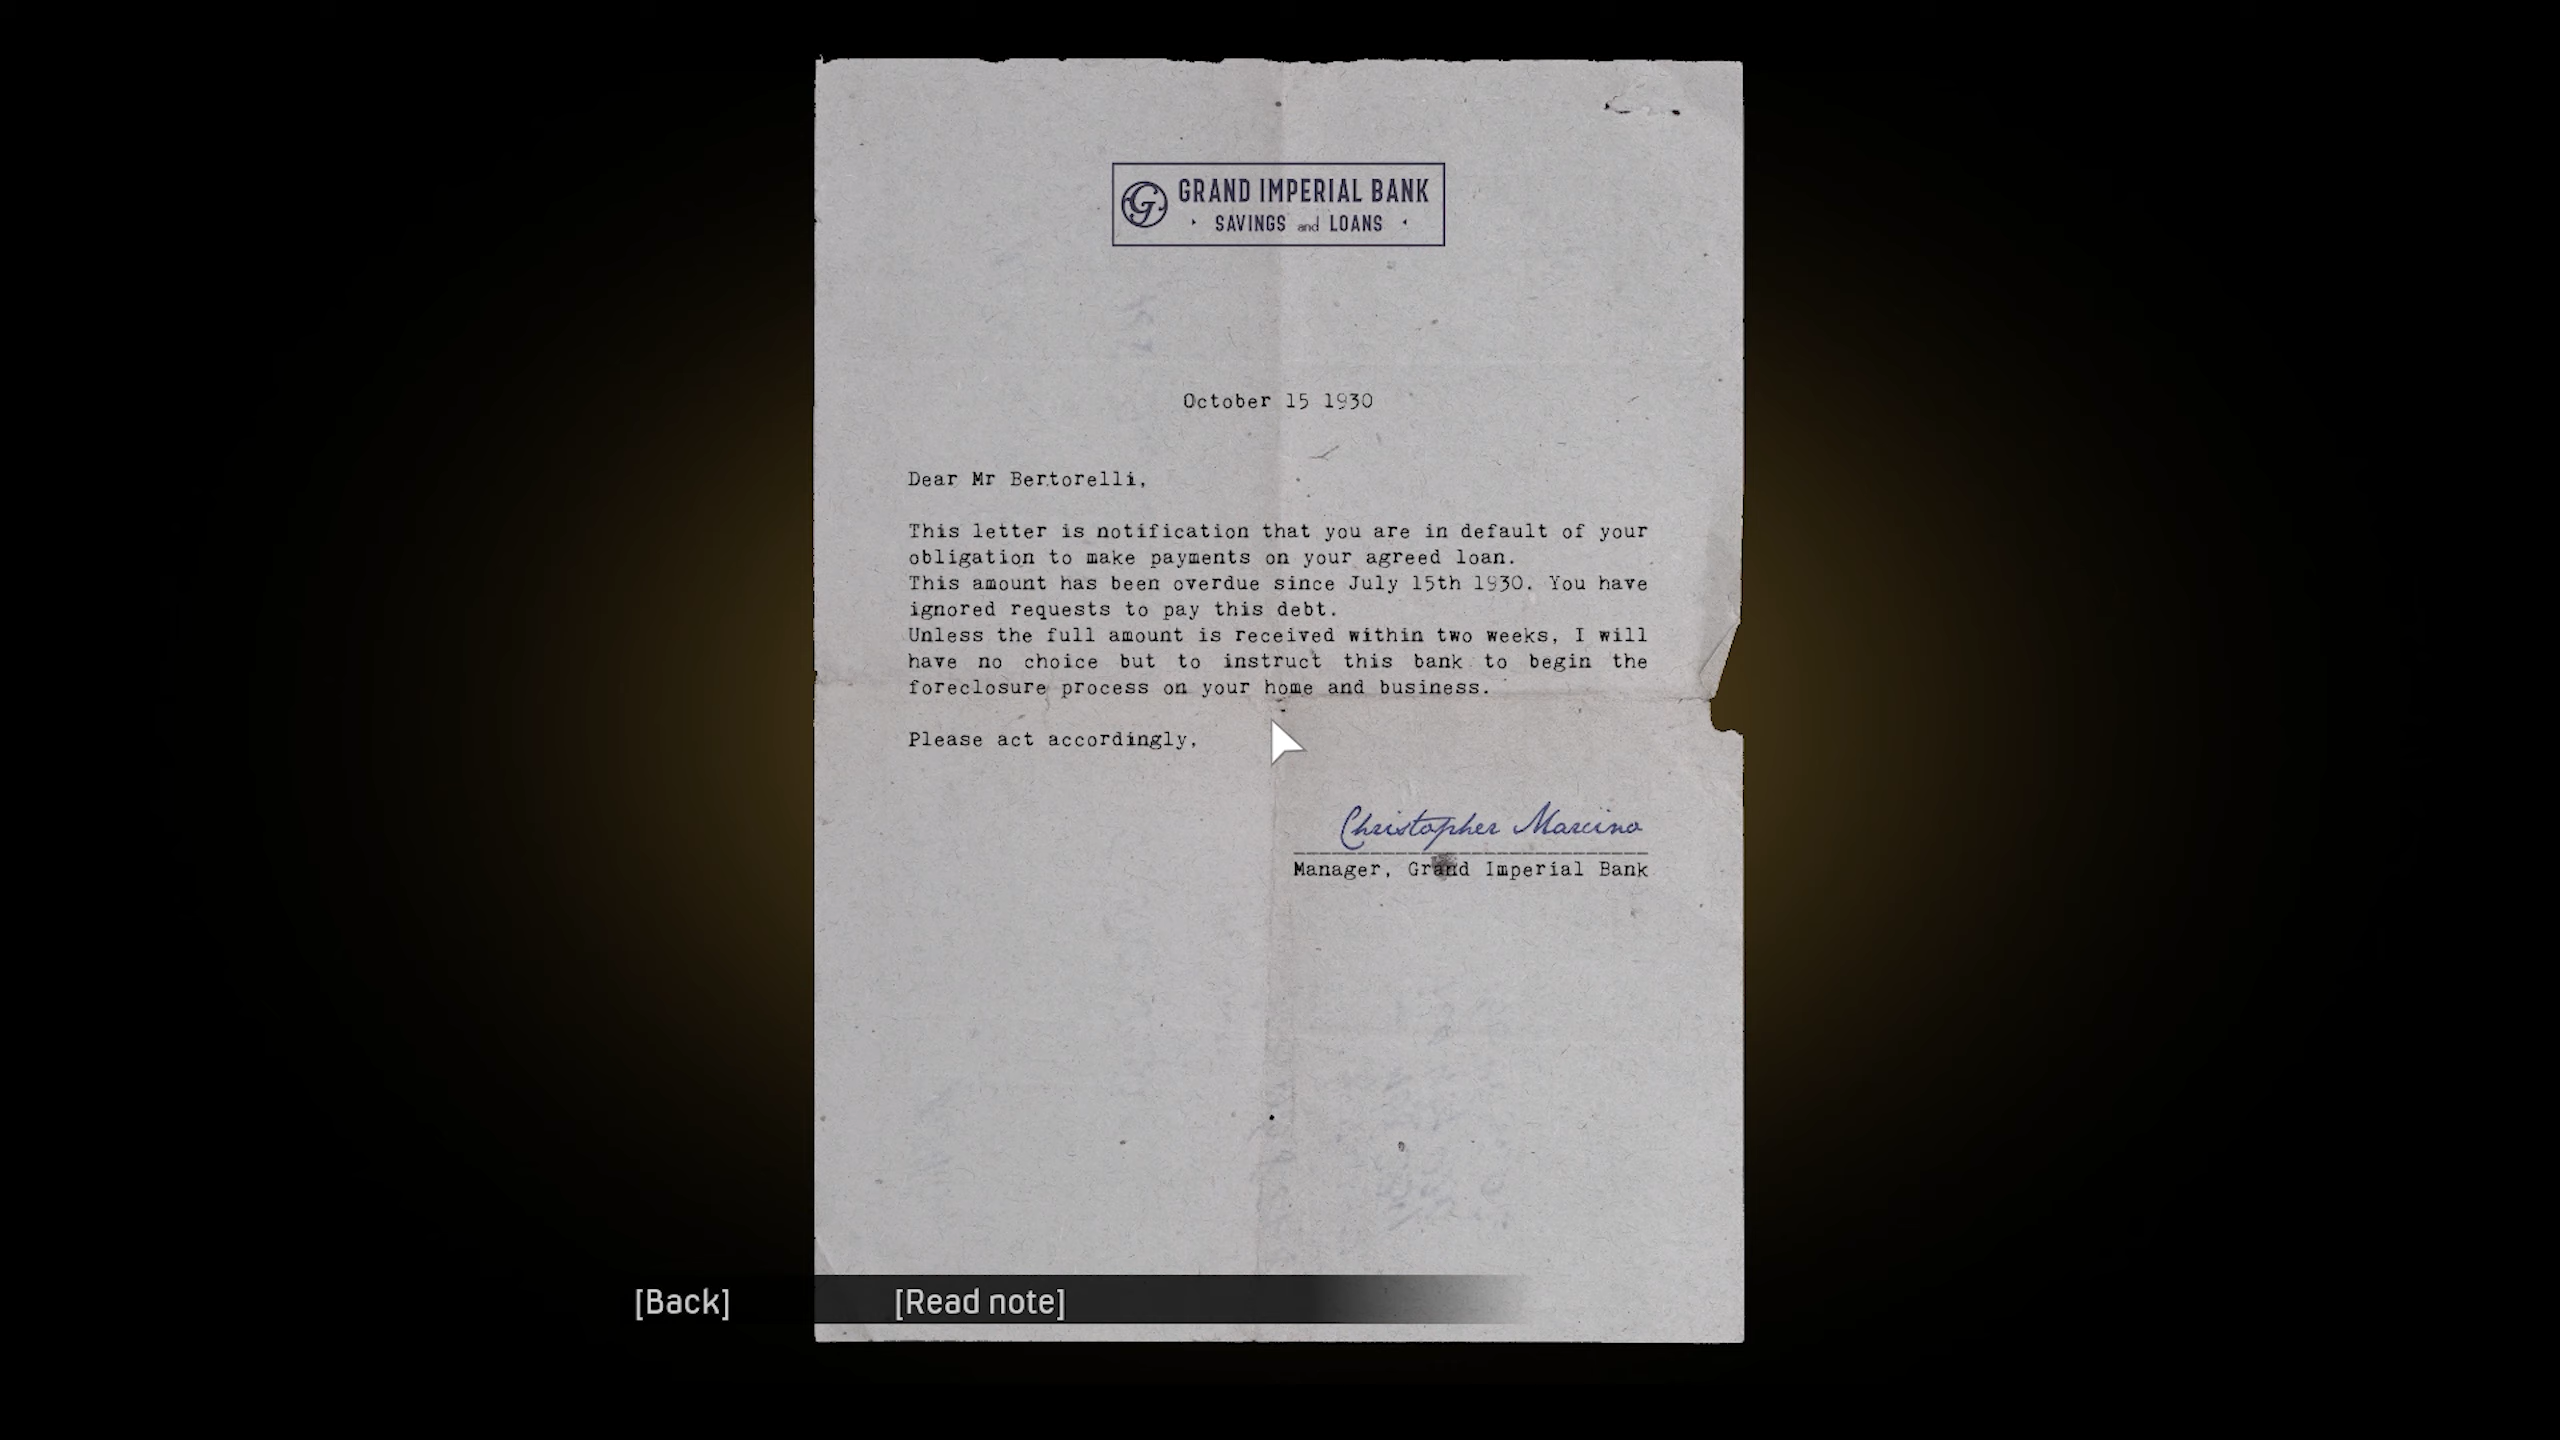 GRAND IMPERIAL BANK
SAVINGS and LOANS
October 15 1930
Dear Mr Bertorelli,
This letter is notification that you are in default of your
obligation to make payments on your agreed loan.
This amount has been overdue since July 15th 1930. You have
ignored requests to pay this debt.
Unless the full amount is received within two weeks, I will
have no choice but to instruct this bank to begin the
foreclosure process on your home and business.
Please act accordingly,
Christopher Marcino
Manager, Grand Imperial Bank
[Back] [Read note]